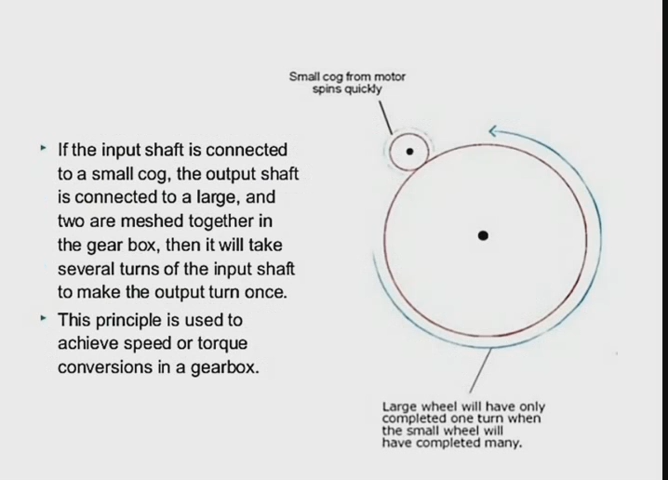 Small cog from motor
spins quickly
If the input shaft is connected
to a small cog, the output shaft
is connected to a large, and
two are meshed together in
the gear box, then it will take
several turns of the input shaft
to make the output turn once.
This principle is used to
achieve speed or torque
conversions in a gearbox.
Large wheel will have only
completed one turn when
the small wheel will
have completed many.